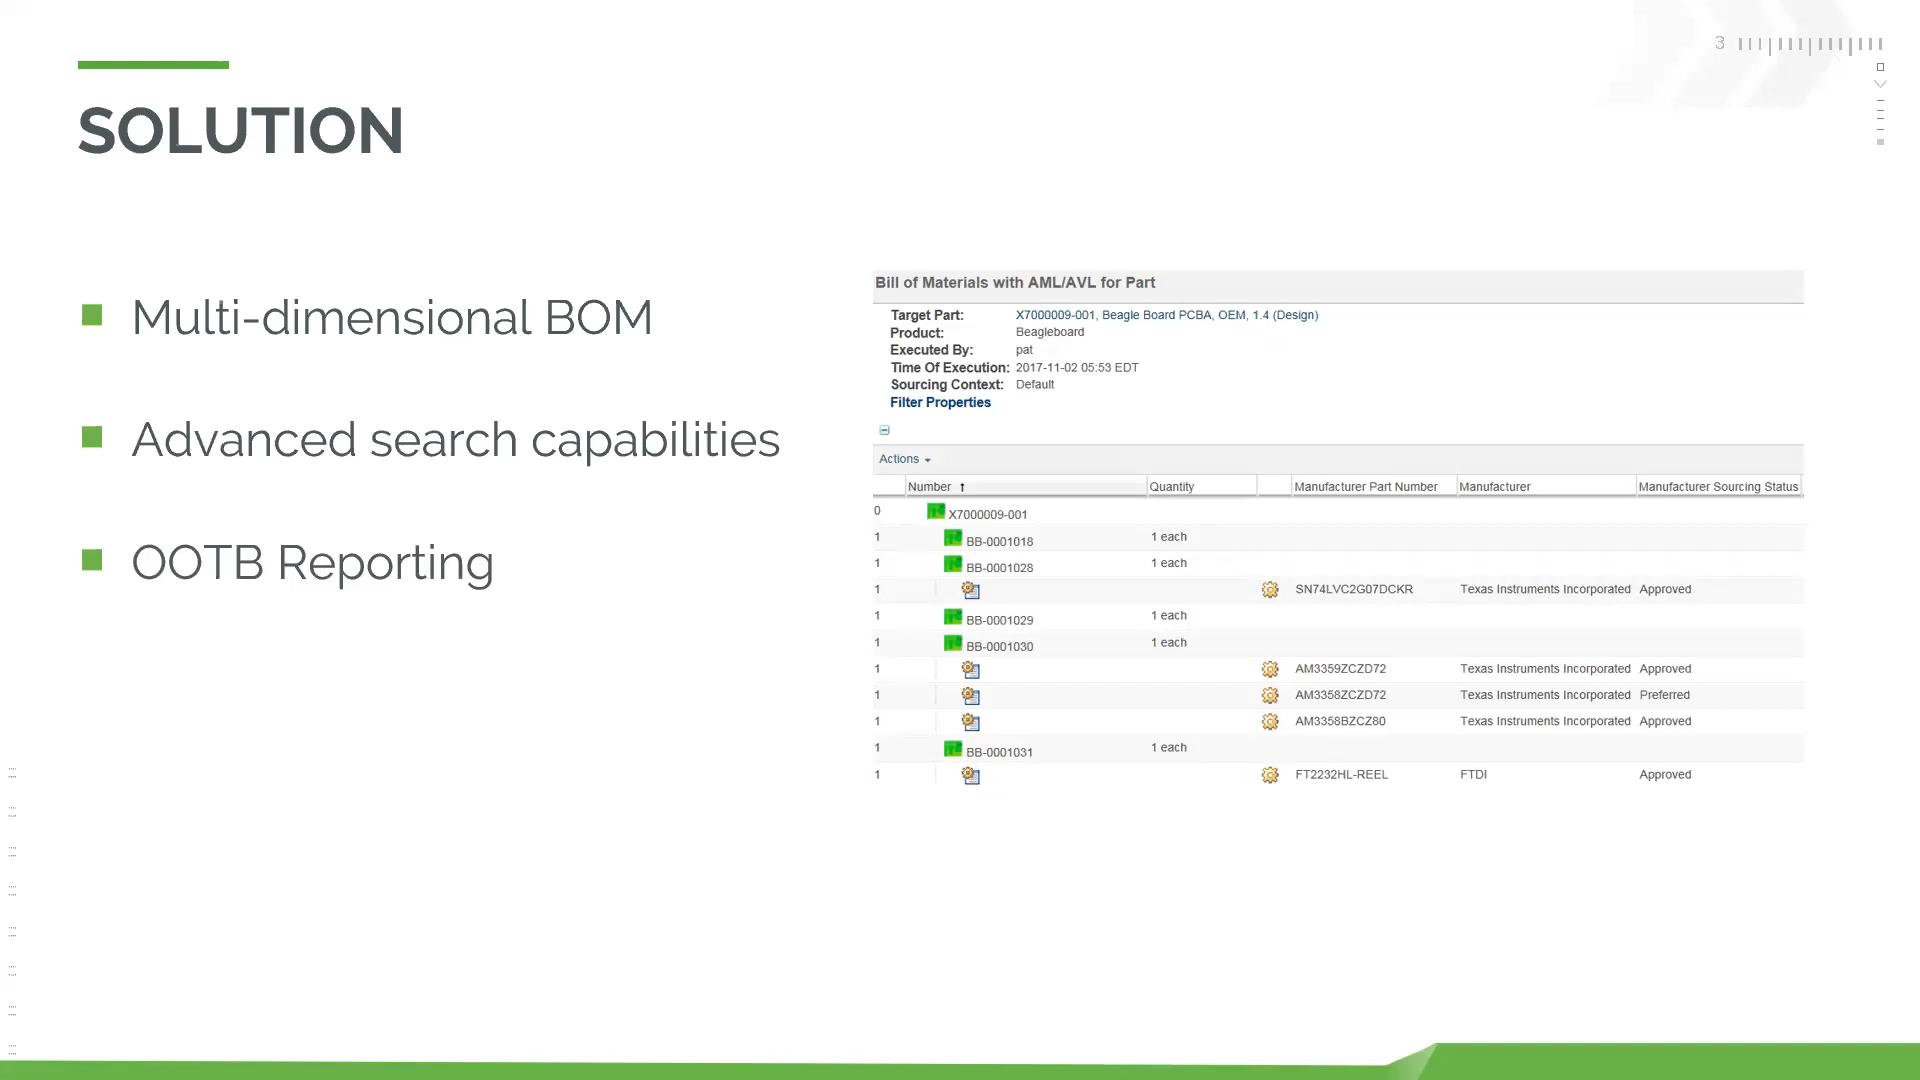 3
SOLUTION
Multi-dimensional BOM
Advanced search capabilities
OOTB Reporting
Bill of Materials with AML/AVL for Part
Target Part: X7000009-001, Beagle Board PCBA, OEM, 1.4 (Design)
Product: Beagleboard
Executed By: pat
Time Of Execution: 2017-11-02 05:53 EDT
Sourcing Context: Default
Filter Properties
Actions
Number Quantity Manufacturer Part Number Manufacturer Manufacturer Sourcing Status
0 X7000009-001
1 BB-0001018 1 each
1 BB-0001028 1 each
1 SN74LVC2G07DCKR Texas Instruments Incorporated Approved
1 BB-0001029 1 each
1 BB-0001030 1 each
1 AM3359ZCZD72 Texas Instruments Incorporated Approved
1 AM3358ZCZD72 Texas Instruments Incorporated Preferred
1 AM3358BZCZ80 Texas Instruments Incorporated Approved
1 BB-0001031 1 each
1 FT2232HL-REEL FTDI Approved